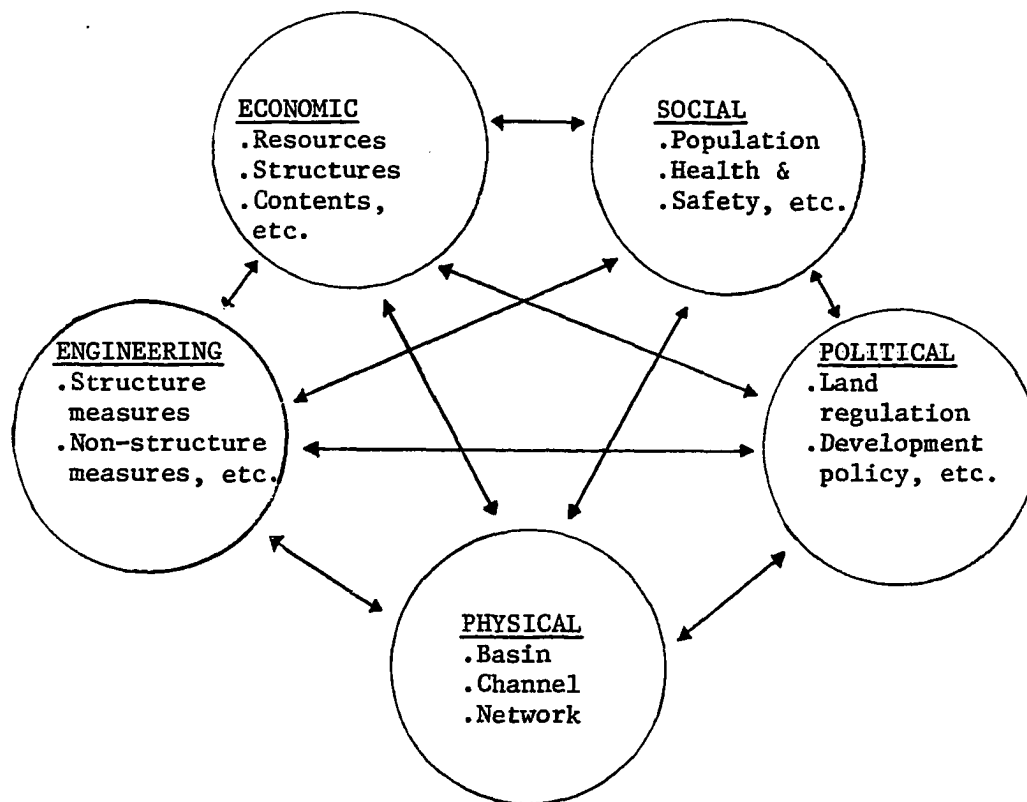 ECONOMIC
.Resources
.Structures
.Contents,
etc.
SOCIAL
.Population
.Health &
.Safety, etc.
ENGINEERING
.Structure
measures
.Non-structure
measures, etc.
POLITICAL
.Land
regulation
.Development
policy, etc.
PHYSICAL
.Basin
.Channel
.Network